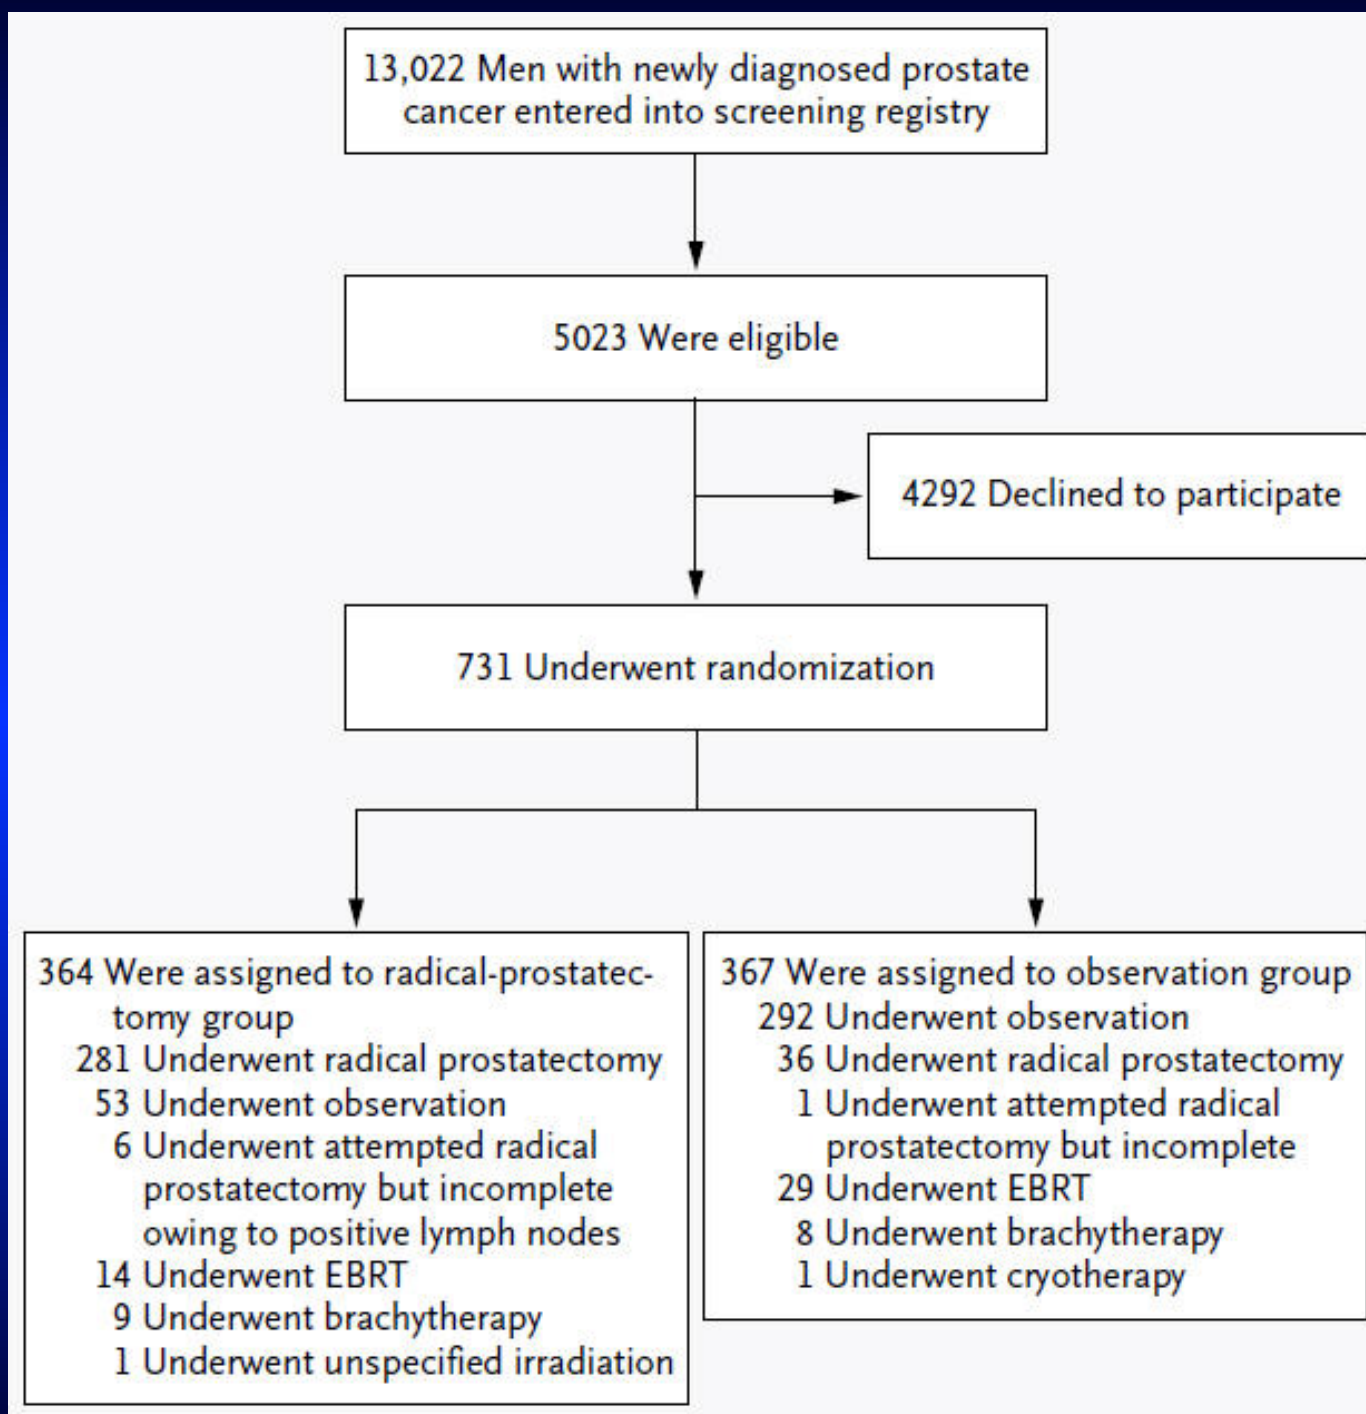 13,022 Men with newly diagnosed prostate
cancer entered into screening registry
5023 Were eligible
4292 Declined to participate
731 Underwent randomization
364 Were assigned to radical-prostatec-
tomy group
281 Underwent radical prostatectomy
53 Underwent observation
6 Underwent attempted radical
prostatectomy but incomplete
owing to positive lymph nodes
14 Underwent EBRT
9 Underwent brachytherapy
1 Underwent unspecified irradiation
367 Were assigned to observation group
292 Underwent observation
36 Underwent radical prostatectomy
1 Underwent attempted radical
prostatectomy but incomplete
29 Underwent EBRT
8 Underwent brachytherapy
1 Underwent cryotherapy